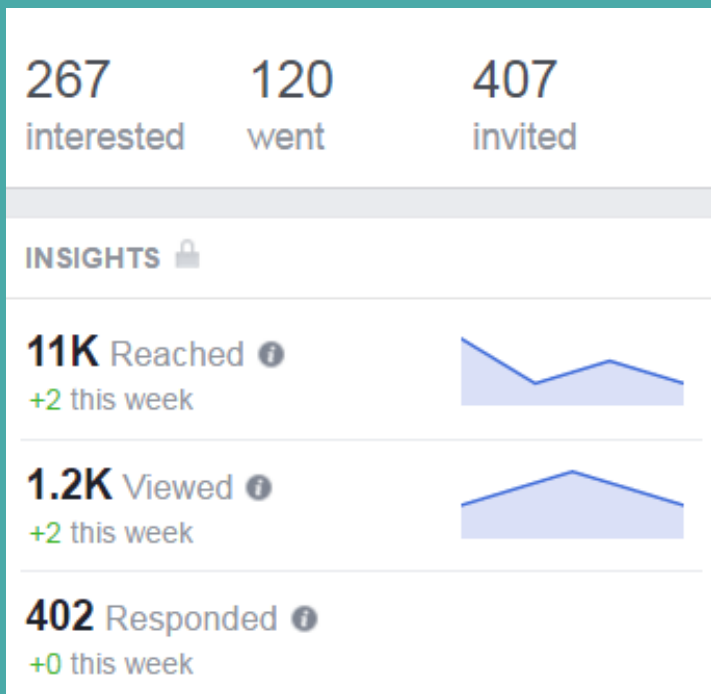 267 120 407
interested went invited
INSIGHTS
11K Reached
+2 this week
1.2K Viewed
+2 this week
402 Responded
+0 this week